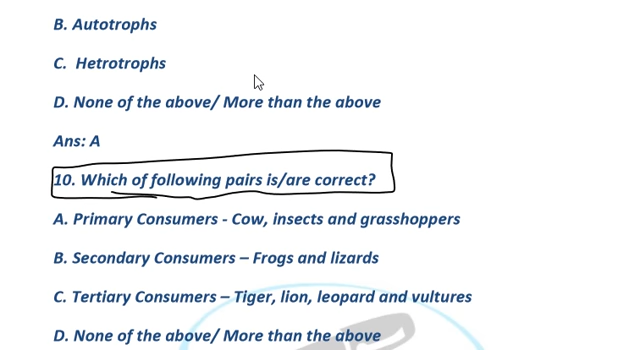 B. Autotrophs
C. Hetrotrophs
D. None of the above/ More than the above
Ans: A
10. Which of following pairs is/are correct?
A. Primary Consumers - Cow, insects and grasshoppers
B. Secondary Consumers – Frogs and lizards
C. Tertiary Consumers – Tiger, lion, leopard and vultures
D. None of the above/ More than the above